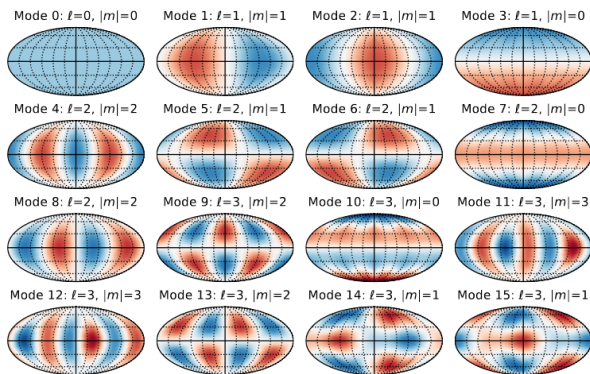 Mode 0: ℓ=0, |m|=0
Mode 1: ℓ=1, |m|=1
Mode 2: ℓ=1, |m|=1
Mode 3: ℓ=1, |m|=0
Mode 4: ℓ=2, |m|=2
Mode 5: ℓ=2, |m|=1
Mode 6: ℓ=2, |m|=1
Mode 7: ℓ=2, |m|=0
Mode 8: ℓ=2, |m|=2
Mode 9: ℓ=3, |m|=2
Mode 10: ℓ=3, |m|=0
Mode 11: ℓ=3, |m|=3
Mode 12: ℓ=3, |m|=3
Mode 13: ℓ=3, |m|=2
Mode 14: ℓ=3, |m|=1
Mode 15: ℓ=3, |m|=1